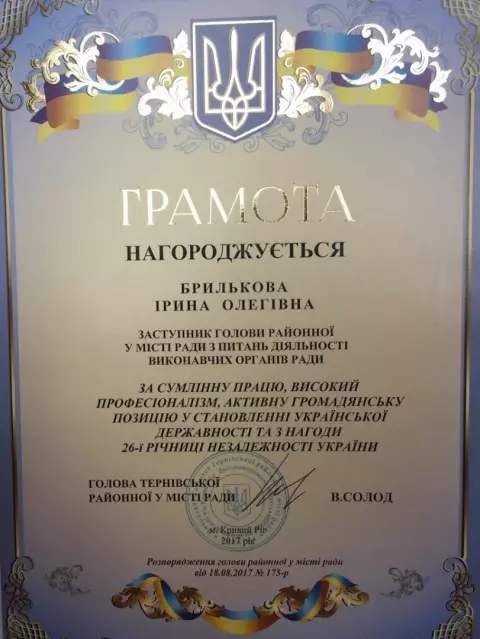 ГРАМОТА
НАГОРОДЖУЄТЬСЯ
БРИЛЬКОВА
ІРИНА ОЛЕГІВНА
ЗАСТУПНИК ГОЛОВИ РАЙОННОЇ
У МІСТІ РАДИ З ПИТАНЬ ДІЯЛЬНОСТІ
ВИКОНАВЧИХ ОРГАНІВ РАДИ
ЗА СУМЛІННУ ПРАЦЮ, ВИСОКИЙ
ПРОФЕСІОНАЛІЗМ, АКТИВНУ ГРОМАДЯНСЬКУ
ПОЗИЦІЮ У СТАНОВЛЕННІ УКРАЇНСЬКОЇ
ДЕРЖАВНОСТІ ТА З НАГОДИ
26-ї РІЧНИЦІ НЕЗАЛЕЖНОСТІ УКРАЇНИ
ГОЛОВА ТЕРНІВСЬКОЇ
РАЙОННОЇ У МІСТІ РАДИ В.СОЛОД
м. Кривий Ріг
2017 рік
Розпорядження голови районної у місті ради
від 18.08.2017 № 175-р